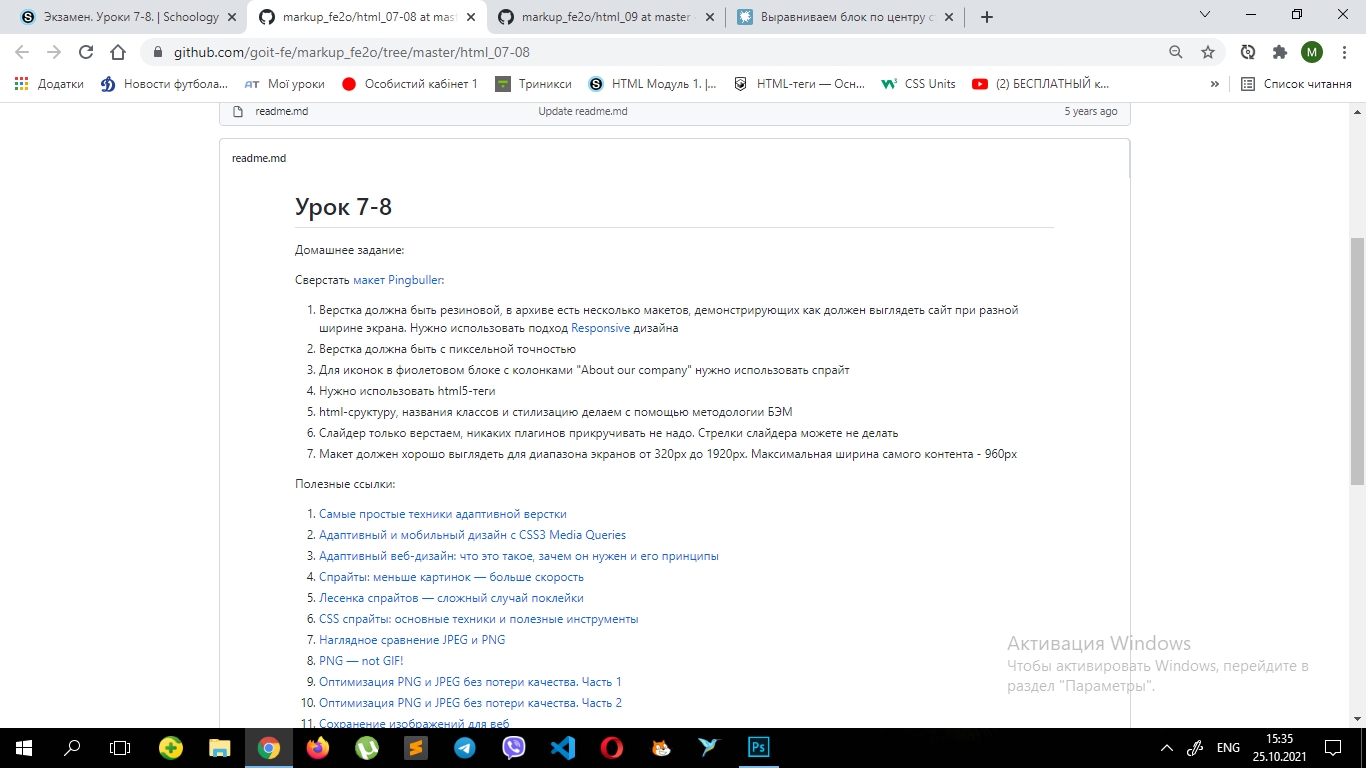 Экзамен. Уроки 7-8. | Schoology
markup_fe2o/html_07-08 at mast
markup_fe2o/html_09 at master
Выравниваем блок по центру ст
github.com/goit-fe/markup_fe2o/tree/master/html_07-08
M
Додатки
Новости футбола...
Мої уроки
Особистий кабінет 1
Триникси
HTML Модуль 1. |...
HTML-теги — Осн...
CSS Units
(2) БЕСПЛАТНЫЙ к...
»
Список читання
readme.md Update readme.md 5 years ago
readme.md
Урок 7-8
Домашнее задание:
Сверстать макет Pingbuller:
1. Верстка должна быть резиновой, в архиве есть несколько макетов, демонстрирующих как должен выглядеть сайт при разной
ширине экрана. Нужно использовать подход Responsive дизайна
2. Верстка должна быть с пиксельной точностью
3. Для иконок в фиолетовом блоке с колонками "About our company" нужно использовать спрайт
4. Нужно использовать html5-теги
5. html-сруктуру, названия классов и стилизацию делаем с помощью методологии БЭМ
6. Слайдер только верстаем, никаких плагинов прикручивать не надо. Стрелки слайдера можете не делать
7. Макет должен хорошо выглядеть для диапазона экранов от 320px до 1920px. Максимальная ширина самого контента - 960px
Полезные ссылки:
1. Самые простые техники адаптивной верстки
2. Адаптивный и мобильный дизайн с CSS3 Media Queries
3. Адаптивный веб-дизайн: что это такое, зачем он нужен и его принципы
4. Спрайты: меньше картинок — больше скорость
5. Лесенка спрайтов — сложный случай поклейки
6. CSS спрайты: основные техники и полезные инструменты
7. Наглядное сравнение JPEG и PNG
8. PNG — not GIF!
9. Оптимизация PNG и JPEG без потери качества. Часть 1
10. Оптимизация PNG и JPEG без потери качества. Часть 2
11. Сохранение изображений для веб
Активация Windows
Чтобы активировать Windows, перейдите в
раздел "Параметры".
Ps
ENG
15:35
25.10.2021